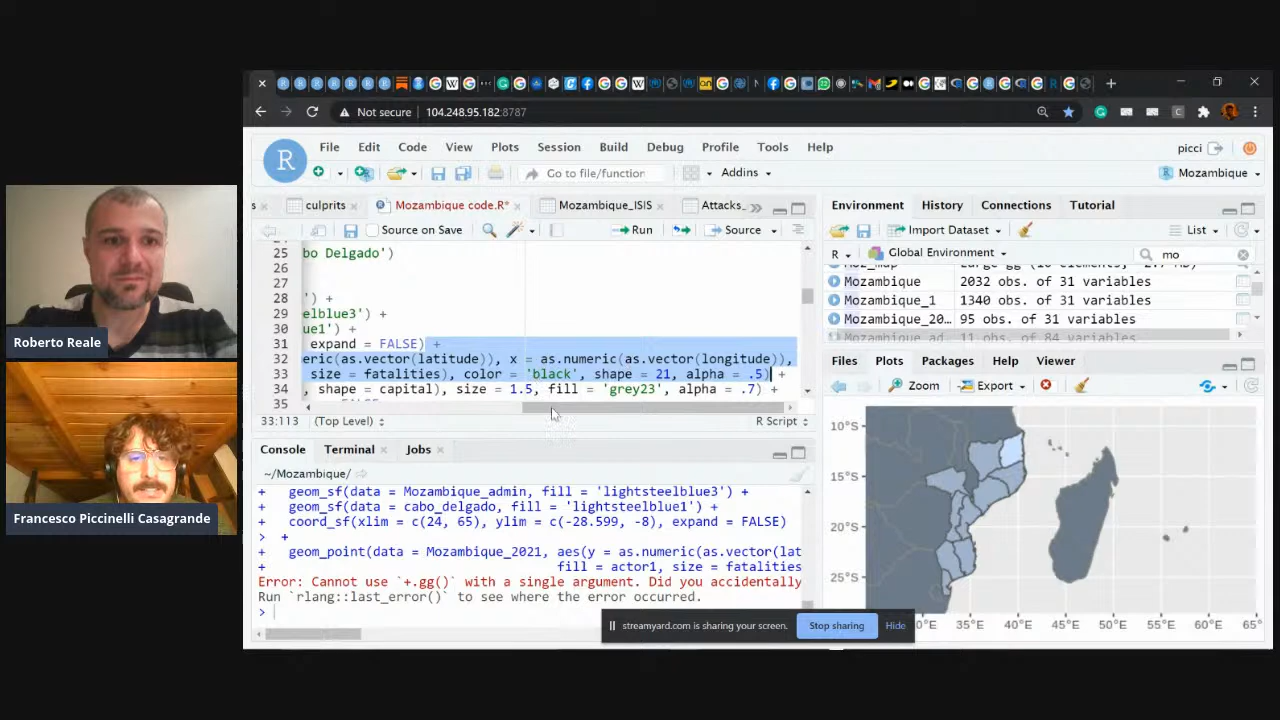 Not secure | 104.248.95.182:8787
File Edit Code View Plots Session Build Debug Profile Tools Help
picci
Go to file/function
Addins
Mozambique
culprits
Mozambique code.R*
Mozambique_ISIS
Attacks_
Source on Save
Run
Source
25 bo Delgado')
26
27
28 ') +
29 elblue3') +
30 ue1') +
31 expand = FALSE) +
32 eric(as.vector(latitude)), x = as.numeric(as.vector(longitude)),
33 size = fatalities), color = 'black', shape = 21, alpha = .5) +
34 , shape = capital), size = 1.5, fill = 'grey23', alpha = .7) +
35
33:113 (Top Level) R Script
Console Terminal Jobs
~/Mozambique/
+ geom_sf(data = Mozambique_admin, fill = 'lightsteelblue3') +
+ geom_sf(data = cabo_delgado, fill = 'lightsteelblue1') +
+ coord_sf(xlim = c(24, 65), ylim = c(-28.599, -8), expand = FALSE)
> +
+ geom_point(data = Mozambique_2021, aes(y = as.numeric(as.vector(lat
+ fill = actor1, size = fatalities
Error: Cannot use `+.gg()` with a single argument. Did you accidentally
Run `rlang::last_error()` to see where the error occurred.
>
Environment History Connections Tutorial
Import Dataset
List
R
Global Environment
mo
Moz_map
Mozambique 2032 obs. of 31 variables
Mozambique_1 1340 obs. of 31 variables
Mozambique_20... 95 obs. of 31 variables
Mozambique_ad...
Files Plots Packages Help Viewer
Zoom Export
10°S
15°S
20°S
25°S
0°E 35°E 40°E 45°E 50°E 55°E 60°E 65°
streamyard.com is sharing your screen.
Stop sharing
Hide
Roberto Reale
Francesco Piccinelli Casagrande